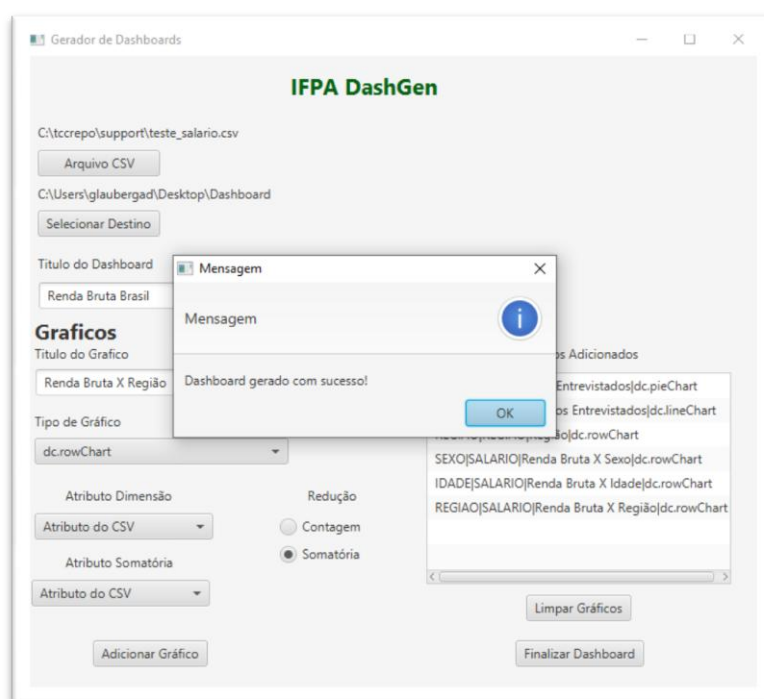 Gerador de Dashboards
IFPA DashGen
C:\tccrepo\support\teste_salario.csv
Arquivo CSV
C:\Users\glaubergad\Desktop\Dashboard
Selecionar Destino
Titulo do Dashboard
Renda Bruta Brasil
Mensagem
Mensagem
Dashboard gerado com sucesso!
OK
Graficos
Titulo do Grafico
Renda Bruta X Região
Tipo de Gráfico
dc.rowChart
Atributo Dimensão
Atributo do CSV
Atributo Somatória
Atributo do CSV
Redução
Contagem
Somatória
Adicionar Gráfico
Adicionados
Entrevistados|dc.pieChart
Entrevistados|dc.lineChart
|dc.rowChart
SEXO|SALARIO|Renda Bruta X Sexo|dc.rowChart
IDADE|SALARIO|Renda Bruta X Idade|dc.rowChart
REGIAO|SALARIO|Renda Bruta X Região|dc.rowChart
Limpar Gráficos
Finalizar Dashboard